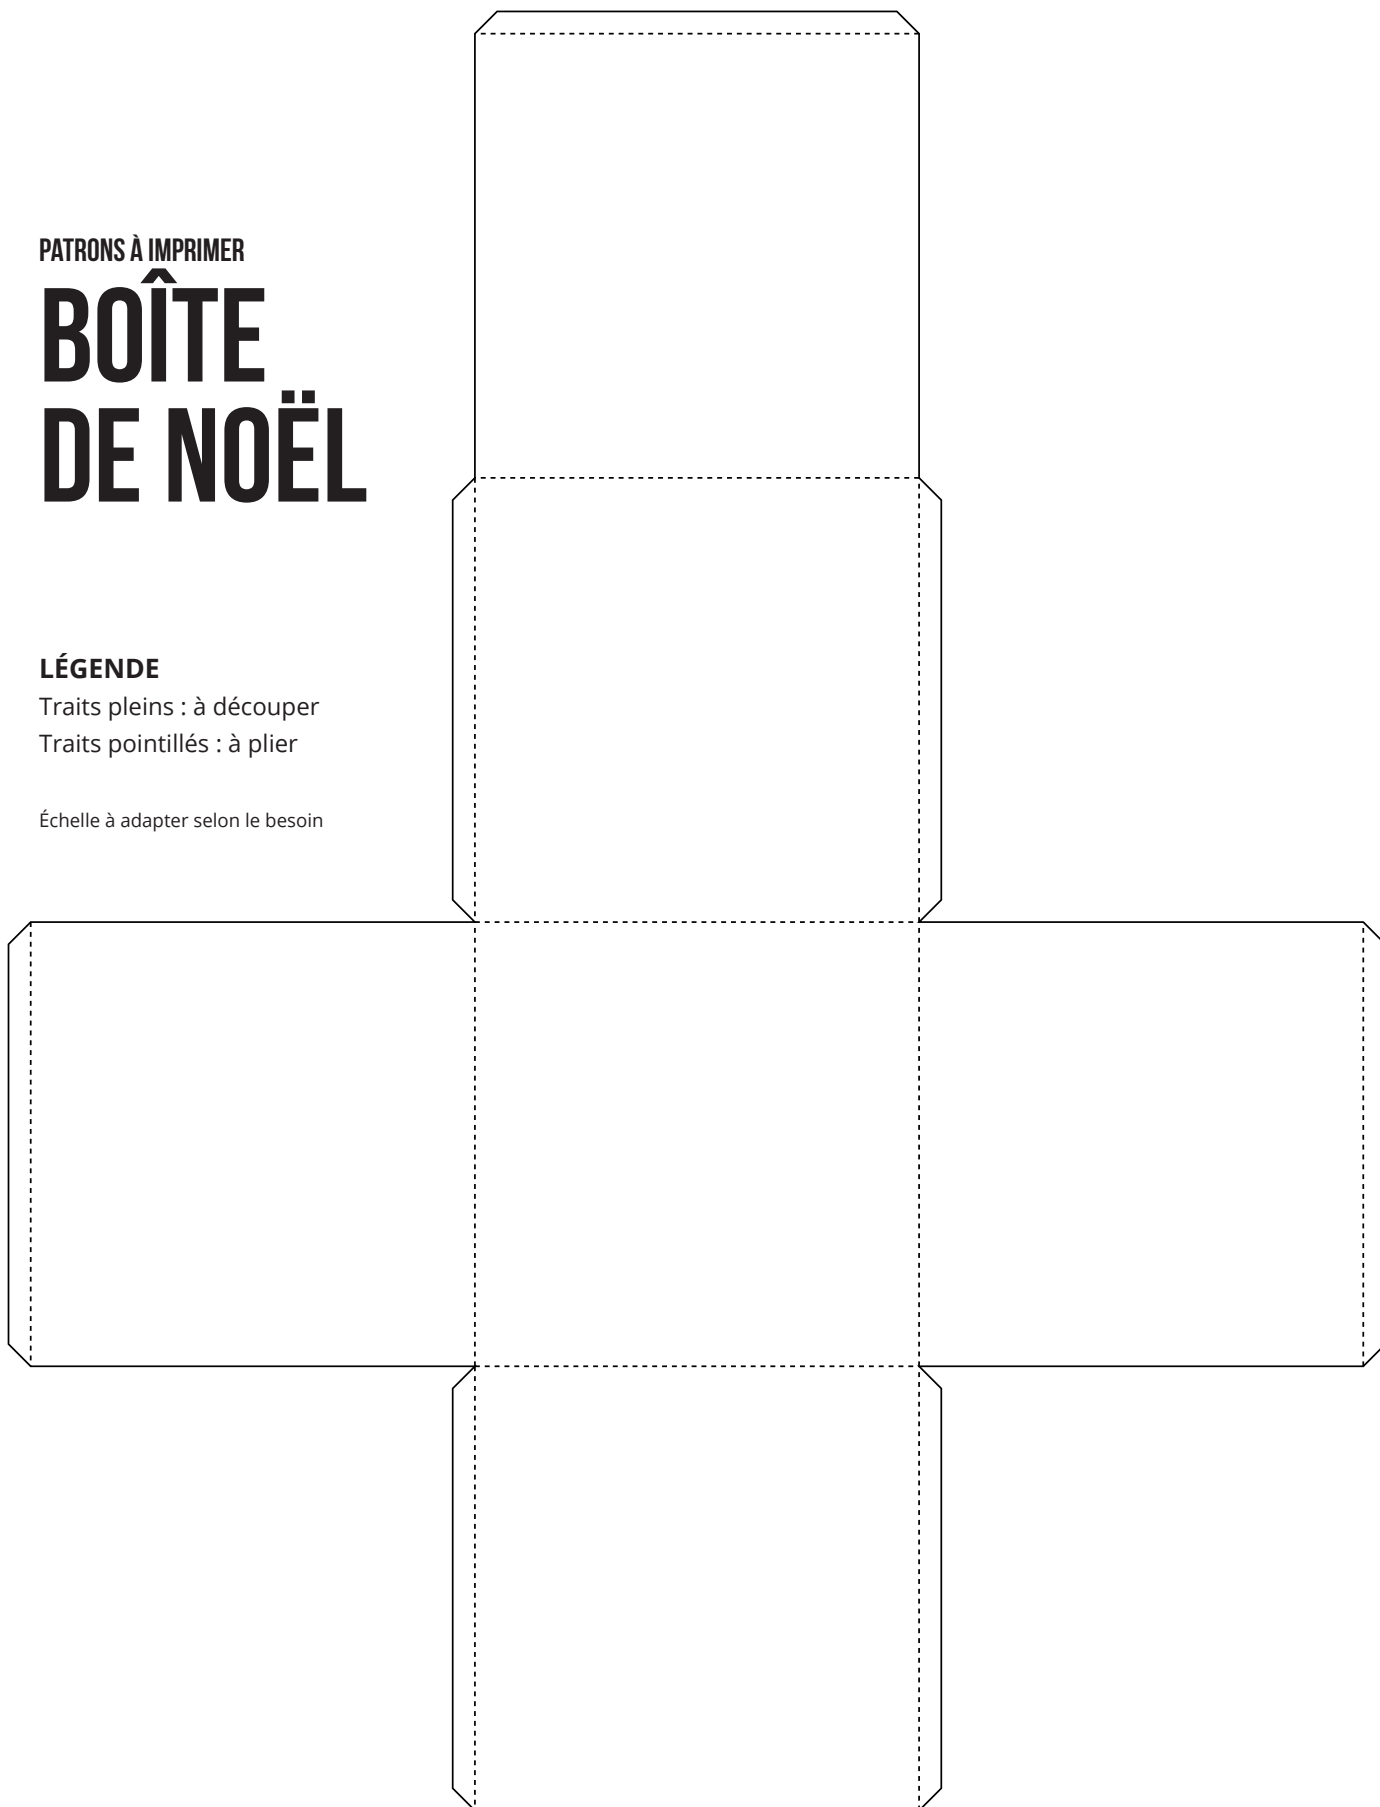 PATRONS À IMPRIMER
BOÎTE
DE NOËL
LÉGENDE
Traits pleins : à découper
Traits pointillés : à plier
Échelle à adapter selon le besoin